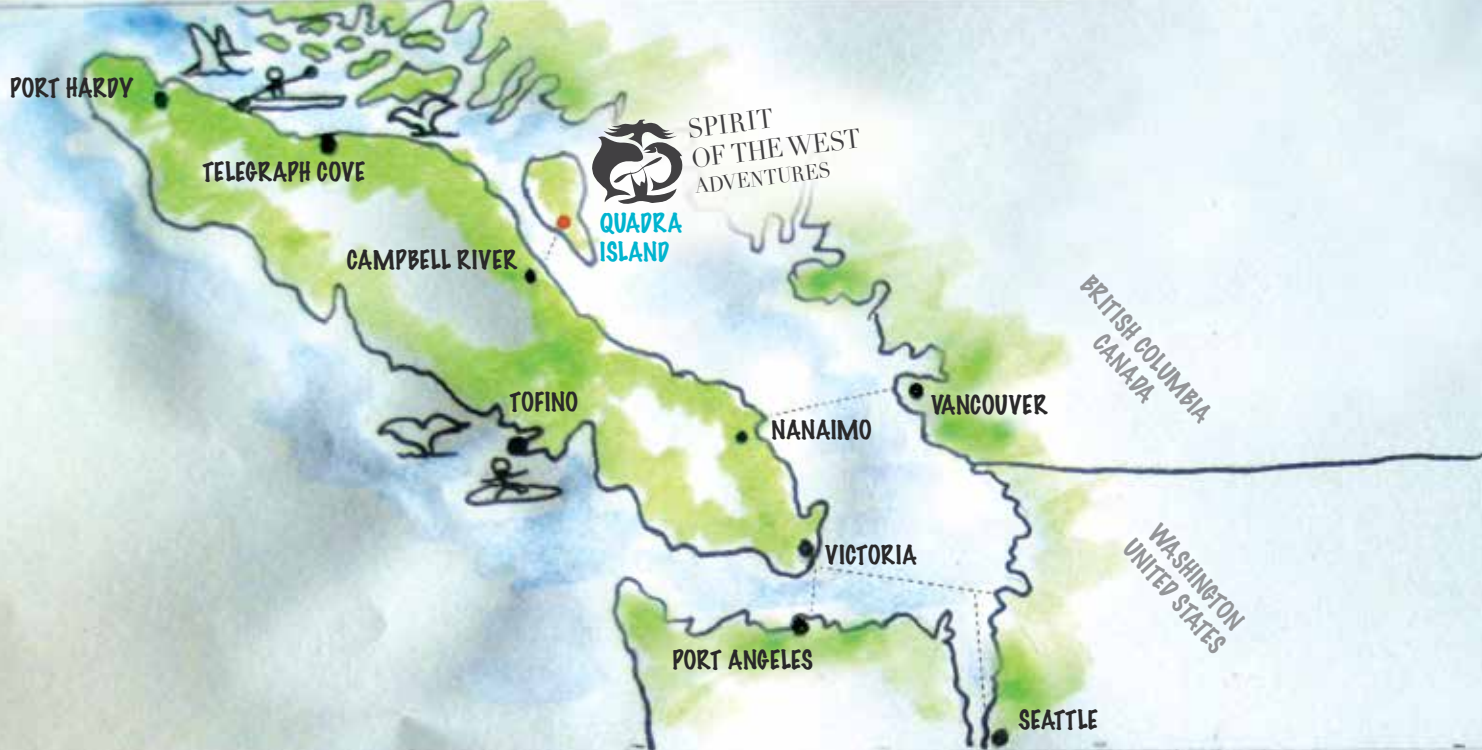 PORT HARDY
TELEGRAPH COVE
SPIRIT
OF THE WEST
ADVENTURES
QUADRA
ISLAND
CAMPBELL RIVER
BRITISH COLUMBIA
CANADA
TOFINO
NANAIMO
VANCOUVER
VICTORIA
WASHINGTON
UNITED STATES
PORT ANGELES
SEATTLE